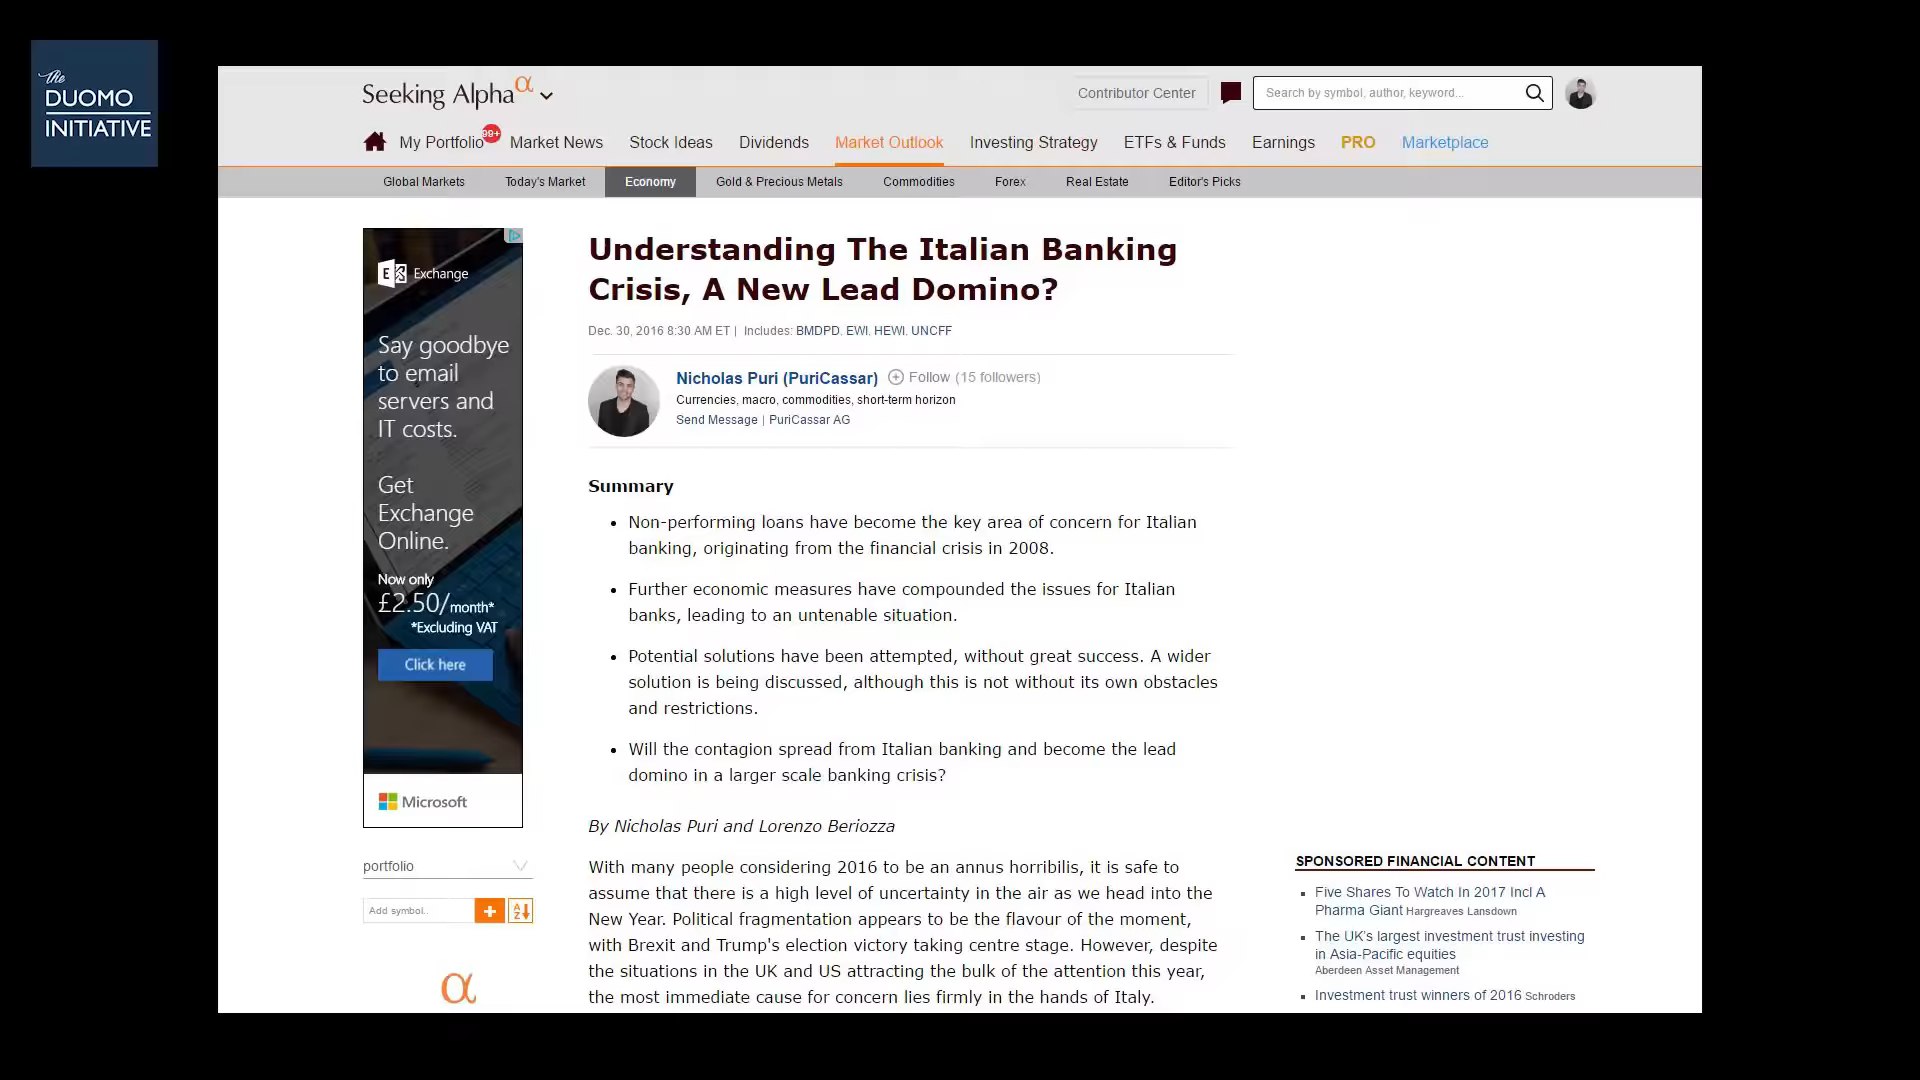 The
DUOMO
INITIATIVE
Seeking Alpha α
Contributor Center
Search by symbol, author, keyword...
My Portfolio 99+ Market News Stock Ideas Dividends Market Outlook Investing Strategy ETFs & Funds Earnings PRO Marketplace
Global Markets Today's Market Economy Gold & Precious Metals Commodities Forex Real Estate Editor's Picks
E Exchange
Say goodbye
to email
servers and
IT costs.
Get
Exchange
Online.
Now only
£2.50/month*
*Excluding VAT
Click here
Microsoft
portfolio
Add symbol..
+
A
Z
α
Understanding The Italian Banking
Crisis, A New Lead Domino?
Dec. 30, 2016 8:30 AM ET | Includes: BMDPD, EWI, HEWI, UNCFF
Nicholas Puri (PuriCassar) Follow (15 followers)
Currencies, macro, commodities, short-term horizon
Send Message | PuriCassar AG
Summary
• Non-performing loans have become the key area of concern for Italian
banking, originating from the financial crisis in 2008.
• Further economic measures have compounded the issues for Italian
banks, leading to an untenable situation.
• Potential solutions have been attempted, without great success. A wider
solution is being discussed, although this is not without its own obstacles
and restrictions.
• Will the contagion spread from Italian banking and become the lead
domino in a larger scale banking crisis?
By Nicholas Puri and Lorenzo Beriozza
With many people considering 2016 to be an annus horribilis, it is safe to
assume that there is a high level of uncertainty in the air as we head into the
New Year. Political fragmentation appears to be the flavour of the moment,
with Brexit and Trump's election victory taking centre stage. However, despite
the situations in the UK and US attracting the bulk of the attention this year,
the most immediate cause for concern lies firmly in the hands of Italy.
SPONSORED FINANCIAL CONTENT
Five Shares To Watch In 2017 Incl A
Pharma Giant Hargreaves Lansdown
The UK's largest investment trust investing
in Asia-Pacific equities
Aberdeen Asset Management
Investment trust winners of 2016 Schroders